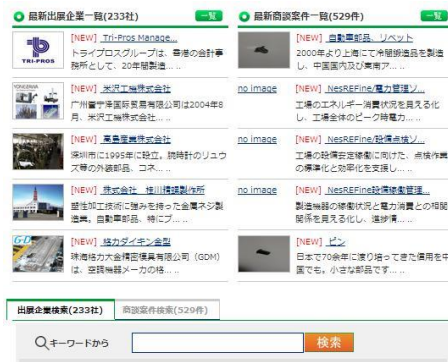 最新出展企業一覧(233社) 一覧
[NEW] Tri-Pros Manage...
トライプロスグループは、香港の会計事
務所として、20年間製造... ...
TRI-PROS
[NEW] 米沢工機株式会社
YONEZAWA
广州誉宁泽国际贸易有限公司は2004年8
月、米沢工機株式会社... ...
[NEW] 高島産業株式会社
深圳市に1995年に設立。腕時計のリュウ
ズ等の外装部品、コネ... ...
[NEW] 株式会社 桂川精螺製作所
塑性加工技術に強みを持った金属ネジ製
造業。自動車部品、特にブ... ...
[NEW] 格力ダイキン金型
珠海格力大金精密模具有限公司（GDM）
は、空調機器メーカの格... ...
最新商談案件一覧(529件) 一覧
[NEW] 自動車部品、リベット
2000年より上海にて冷間鍛造品を製造
し、中国国内及び東南ア... ...
no image
[NEW] NesREFine/電力管理ソ...
工場のエネルギー消費状況を見える化
し、工場全体のピーク時電力... ...
no image
[NEW] NesREFine/設備点検ソ...
工場の設備安定稼働に向けた、点検作業
の標準化と効率化を支援し... ...
no image
[NEW] NesREFine設備稼働管理...
製造機器の稼働状況と電力消費との相関
関係を見える化し、進捗情... ...
[NEW] ピン
日本で70余年に渡り培ってきた信用を中
国でも。小さな部品です... ...
出展企業検索(233社) 商談案件検索(529件)
キーワードから 検索